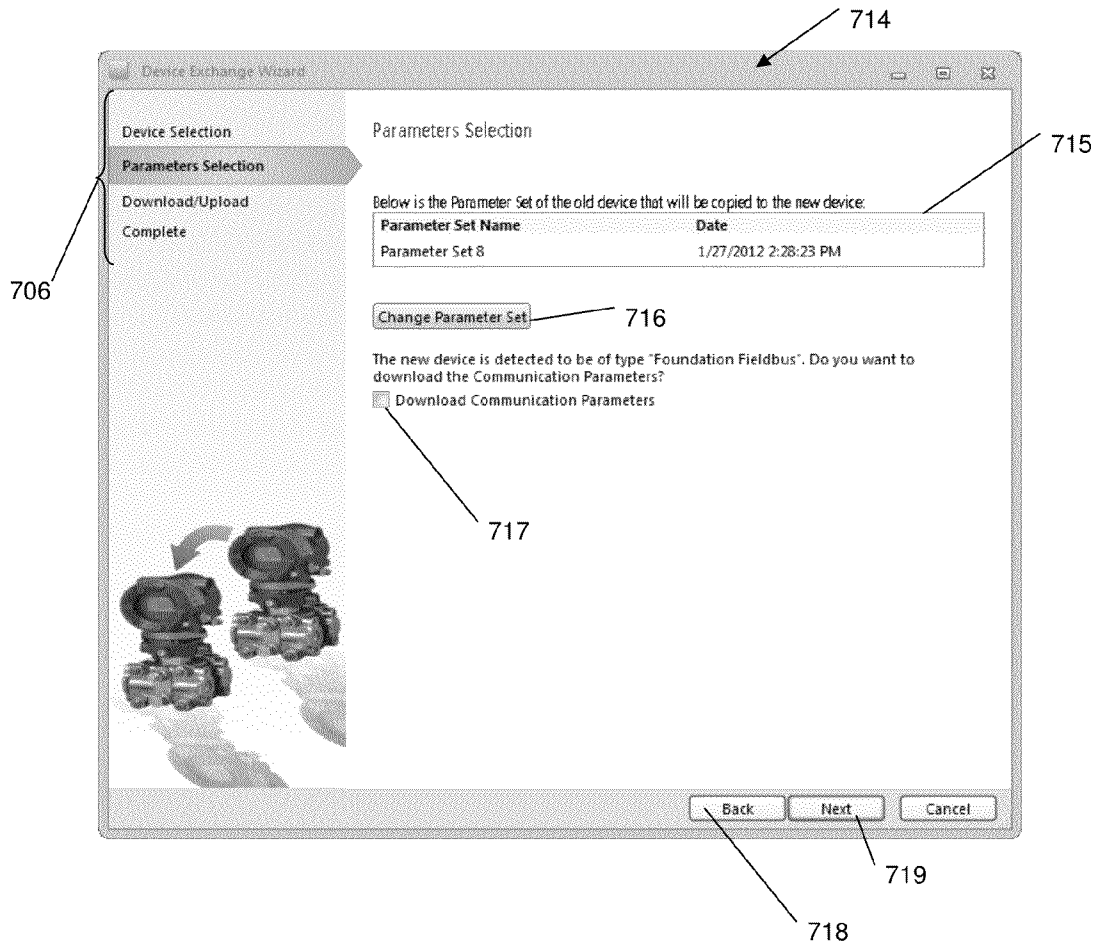 714
Device Exchange Wizard
Device Selection
Parameters Selection
Download/Upload
Complete
706
Parameters Selection
715
Below is the Parameter Set of the old device that will be copied to the new device:
Parameter Set Name Date
Parameter Set 8 1/27/2012 2:28:23 PM
Change Parameter Set
716
The new device is detected to be of type "Foundation Fieldbus". Do you want to
download the Communication Parameters?
Download Communication Parameters
717
Back Next Cancel
719
718